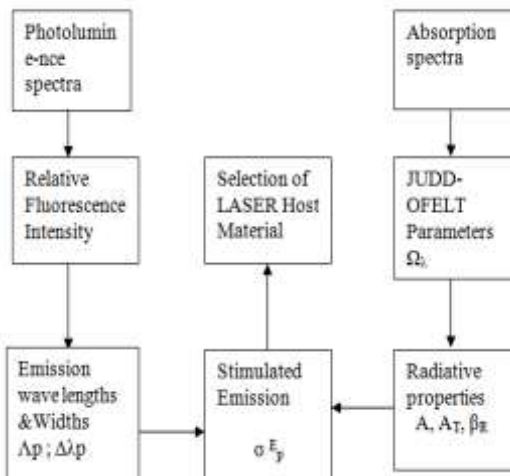 Photolumin
e-nce
spectra
Absorption
spectra
Relative
Fluorescence
Intensity
Selection of
LASER Host
Material
JUDD-
OFELT
Parameters
Ωλ
Emission
wave lengths
&Widths
Λp ; Δλp
Stimulated
Emission
σ E p
Radiative
properties
A, AT, βR